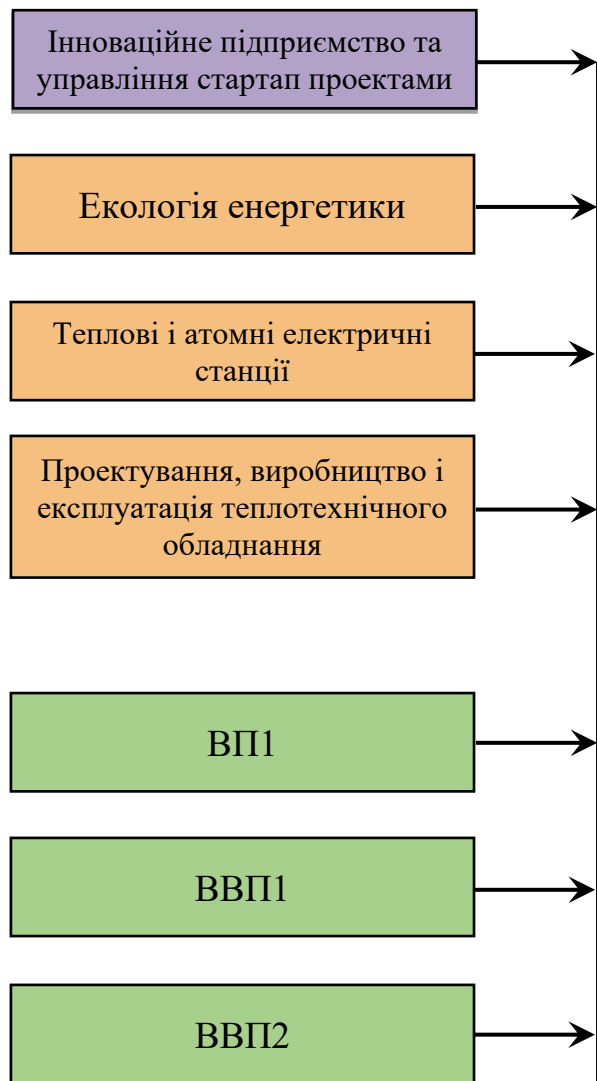 Інноваційне підприємство та
управління стартап проектами
Екологія енергетики
Теплові і атомні електричні
станції
Проектування, виробництво і
експлуатація теплотехнічного
обладнання
ВП1
ВВП1
ВВП2